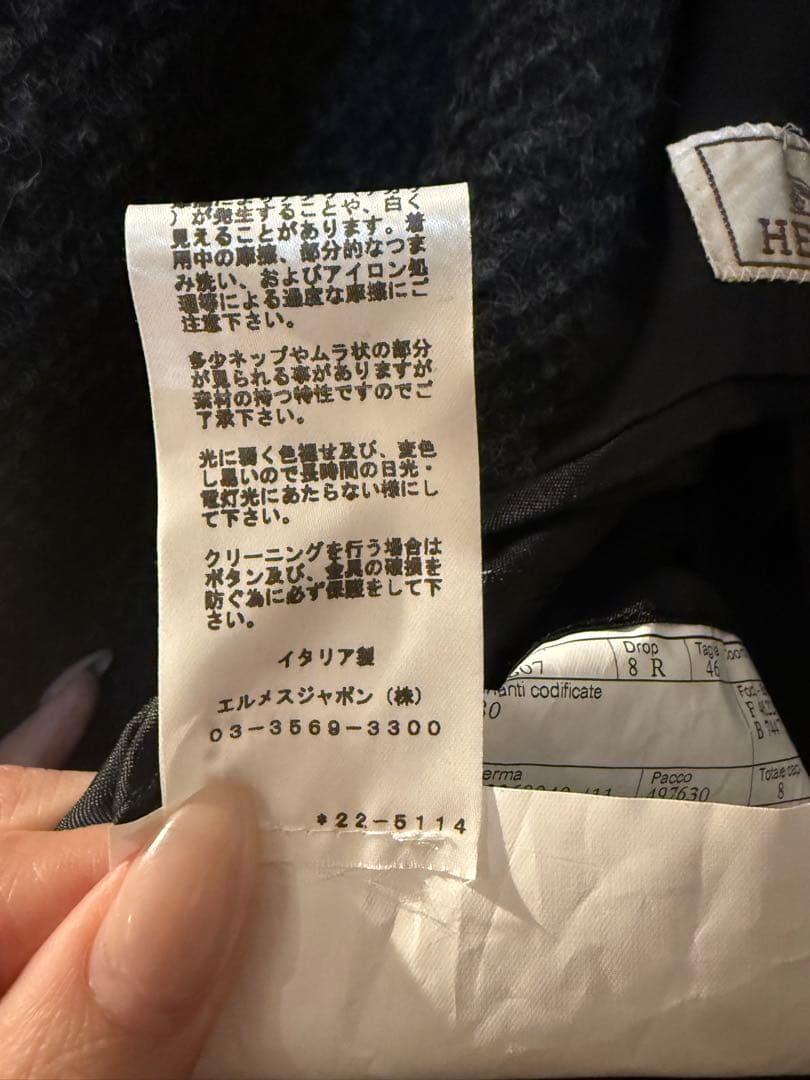 ）が発生することや、白く
見えることがあります。着
用中の摩擦、部分的なつま
み洗い、およびアイロン処
理等による過度な摩擦にご
注意下さい。
多少ネップやムラ状の部分
が見られる事がありますが
素材の持つ特性ですのでご
了承下さい。
光に弱く色褪せ及び、変色
し易いので長時間の日光・
電灯光にあたらない様にし
て下さい。
クリーニングを行う場合は
ボタン及び、金具の破損を
防ぐ為に必ず保護をして下
さい。
イタリア製
エルメスジャポン（株）
03-3569-3300
*22-5114
HE
Drop
Tag
8 R
46
anti codificate
30
erma
Pacco
497630
Totale cap
8